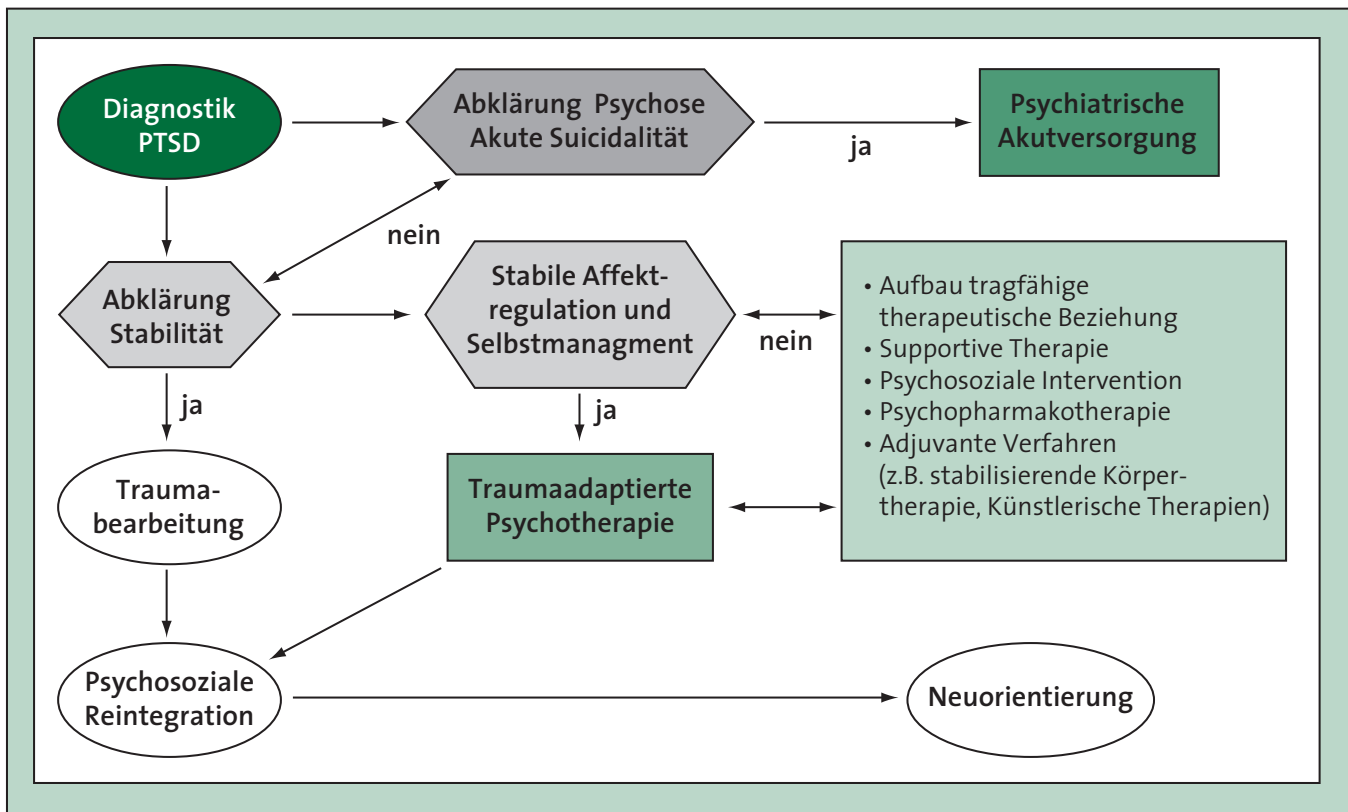 Diagnostik
PTSD
Abklärung Psychose
Akute Suicidalität
ja
Psychiatrische
Akutversorgung
nein
Abklärung
Stabilität
Stabile Affekt-
regulation und
Selbstmanagment
nein
• Aufbau tragfähige
therapeutische Beziehung
• Supportive Therapie
• Psychosoziale Intervention
• Psychopharmakotherapie
• Adjuvante Verfahren
(z.B. stabilisierende Körper-
therapie, Künstlerische Therapien)
ja
ja
Trauma-
bearbeitung
Traumaadaptierte
Psychotherapie
Psychosoziale
Reintegration
Neuorientierung